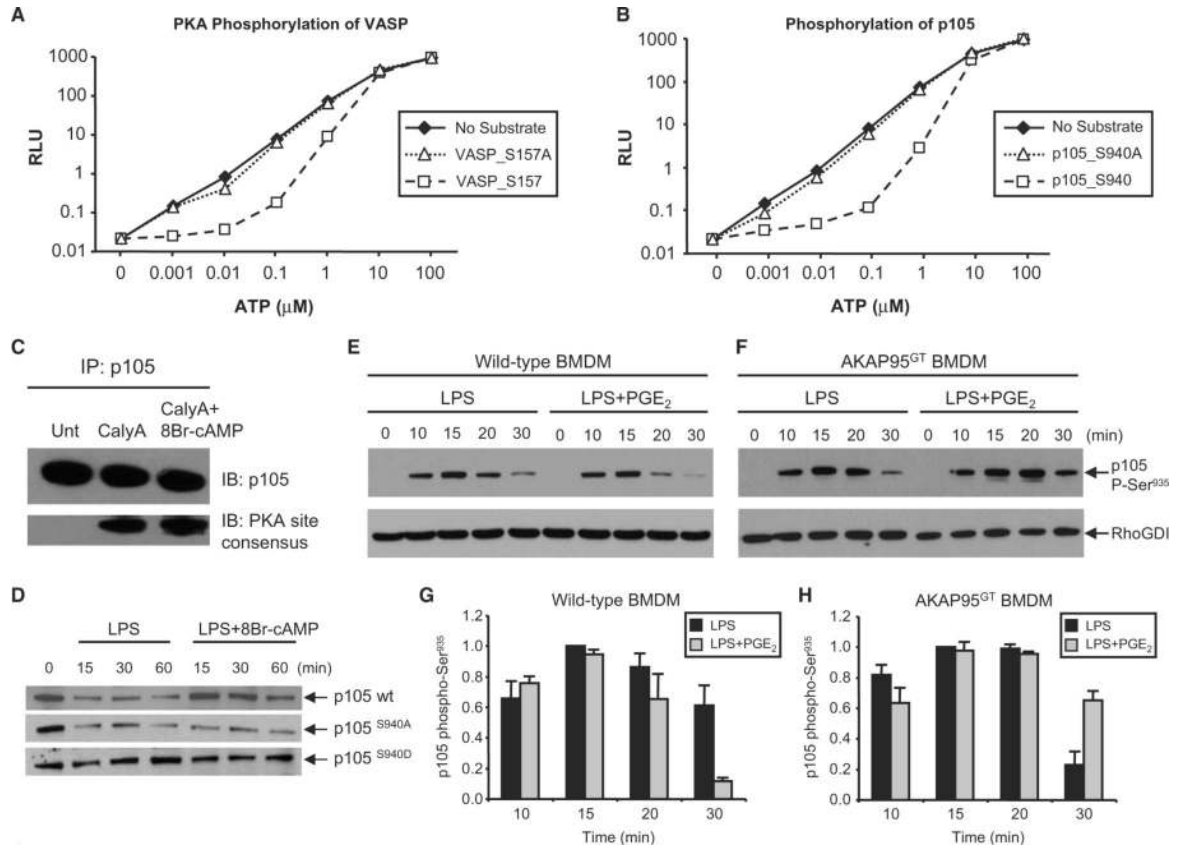 A
PKA Phosphorylation of VASP
RLU
1000
100
10
1
0.1
0.01
0 0.001 0.01 0.1 1 10 100
ATP (μM)
No Substrate
VASP_S157A
VASP_S157
B
Phosphorylation of p105
RLU
1000
100
10
1
0.1
0.01
0 0.001 0.01 0.1 1 10 100
ATP (μM)
No Substrate
p105_S940A
p105_S940
C
IP: p105
Unt CalyA CalyA+
8Br-cAMP
IB: p105
IB: PKA site
consensus
D
LPS LPS+8Br-cAMP
0 15 30 60 15 30 60 (min)
p105 wt
p105 S940A
p105 S940D
E
Wild-type BMDM
LPS LPS+PGE2
0 10 15 20 30 0 10 15 20 30
F
AKAP95GT BMDM
LPS LPS+PGE2
0 10 15 20 30 0 10 15 20 30 (min)
p105
P-Ser935
RhoGDI
G
Wild-type BMDM
p105 phospho-Ser935
1.2
1.0
0.8
0.6
0.4
0.2
0.0
10 15 20 30
Time (min)
LPS
LPS+PGE2
H
AKAP95GT BMDM
p105 phospho-Ser935
1.2
1.0
0.8
0.6
0.4
0.2
0.0
10 15 20 30
Time (min)
LPS
LPS+PGE2